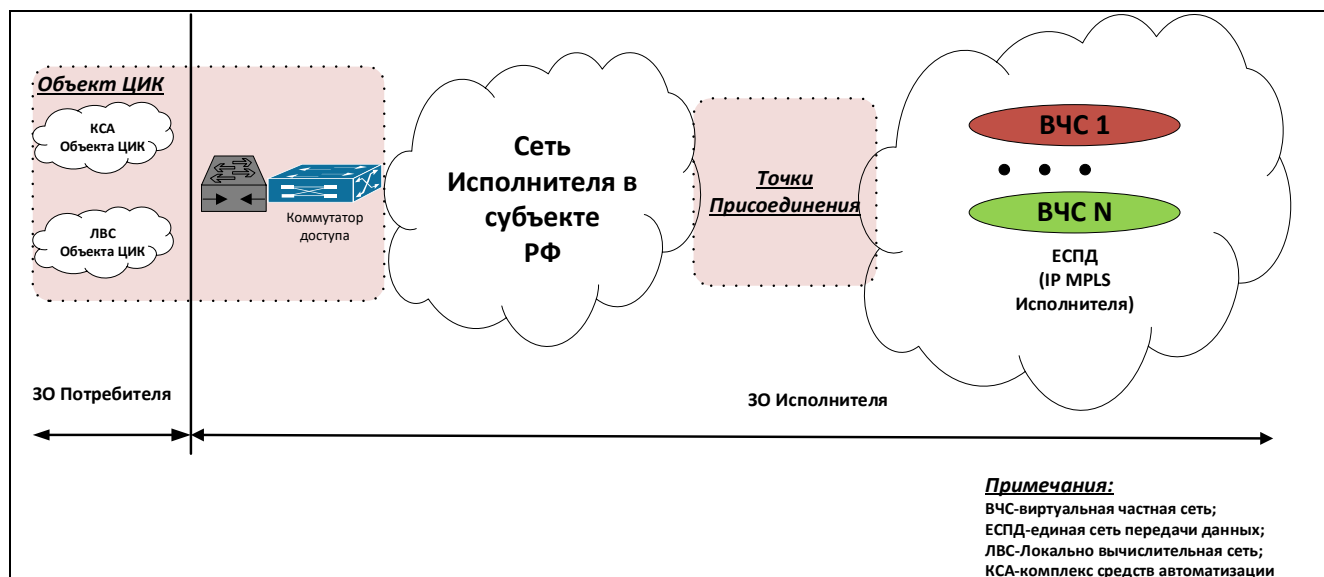 Объект ЦИК
КСА
Объекта ЦИК
ЛВС
Объекта ЦИК
Коммутатор
доступа
Сеть
Исполнителя в
субъекте
РФ
Точки
Присоединения
ВЧС 1
ВЧС N
ЕСПД
(IP MPLS
Исполнителя)
ЗО Потребителя
ЗО Исполнителя
Примечания:
ВЧС-виртуальная частная сеть;
ЕСПД-единая сеть передачи данных;
ЛВС-Локально вычислительная сеть;
КСА-комплекс средств автоматизации